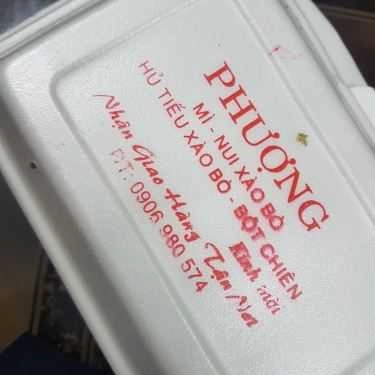 PHƯỢNG
MÌ - NUI XÀO BÒ
HỦ TIẾU XÀO BÒ - BỘT CHIÊN
Kính mời
Nhận Giao Hàng Tận Nơi
ĐT: 0906 980 574